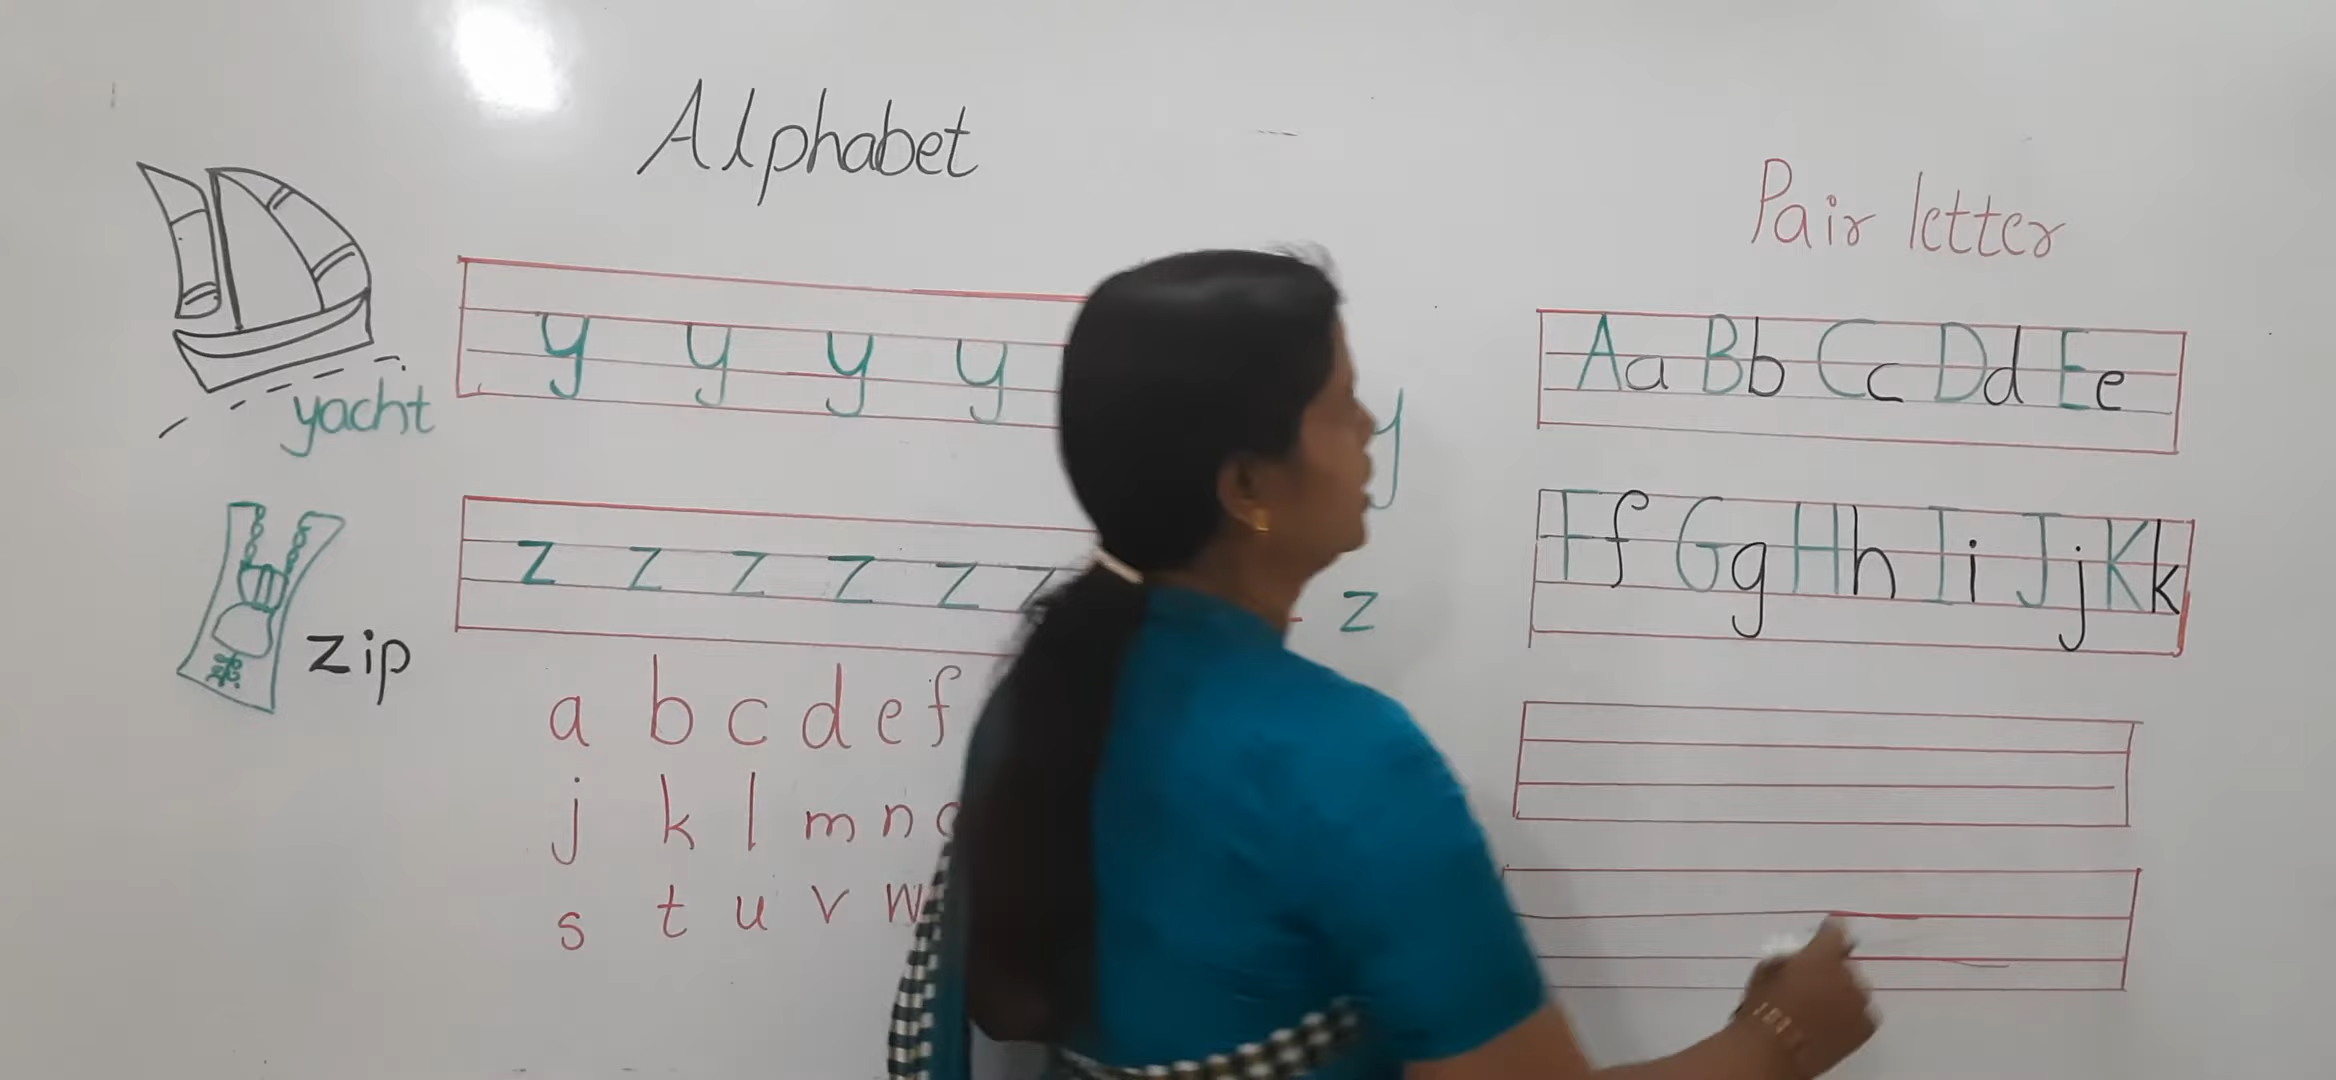 Alphabet
y y y y y
yacht
z z z z z z z
zip
a b c d e f
j k l m n
s t u v w
Pair letter
Aa Bb Cc Dd Ee
Ff Gg Hh Ii Jj Kk